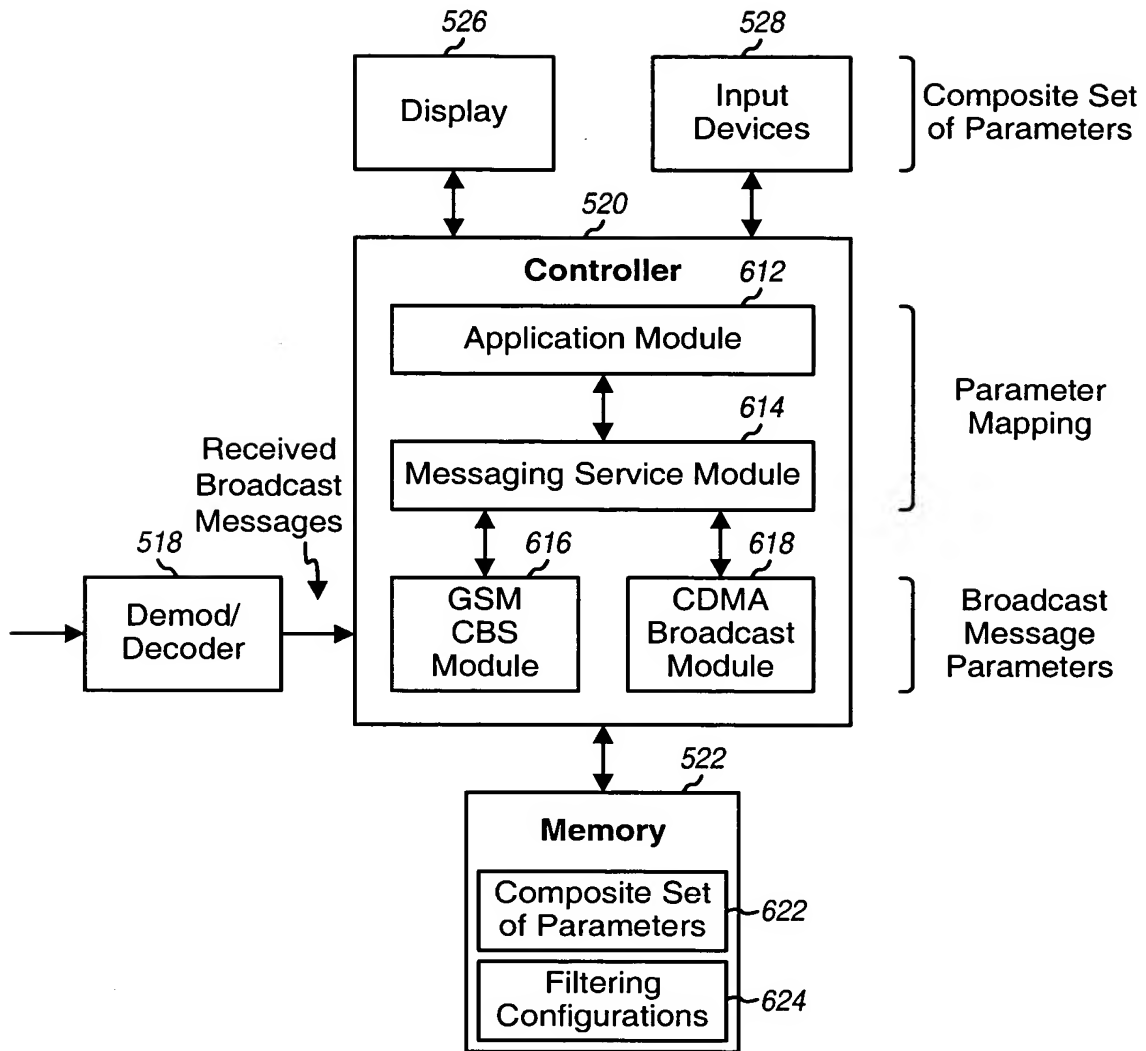 526
528
Display
Input
Devices
Composite Set
of Parameters
520
Controller
612
Application Module
614
Messaging Service Module
Parameter
Mapping
Received
Broadcast
Messages
518
Demod/
Decoder
616
GSM
CBS
Module
618
CDMA
Broadcast
Module
Broadcast
Message
Parameters
522
Memory
Composite Set
of Parameters
622
Filtering
Configurations
624